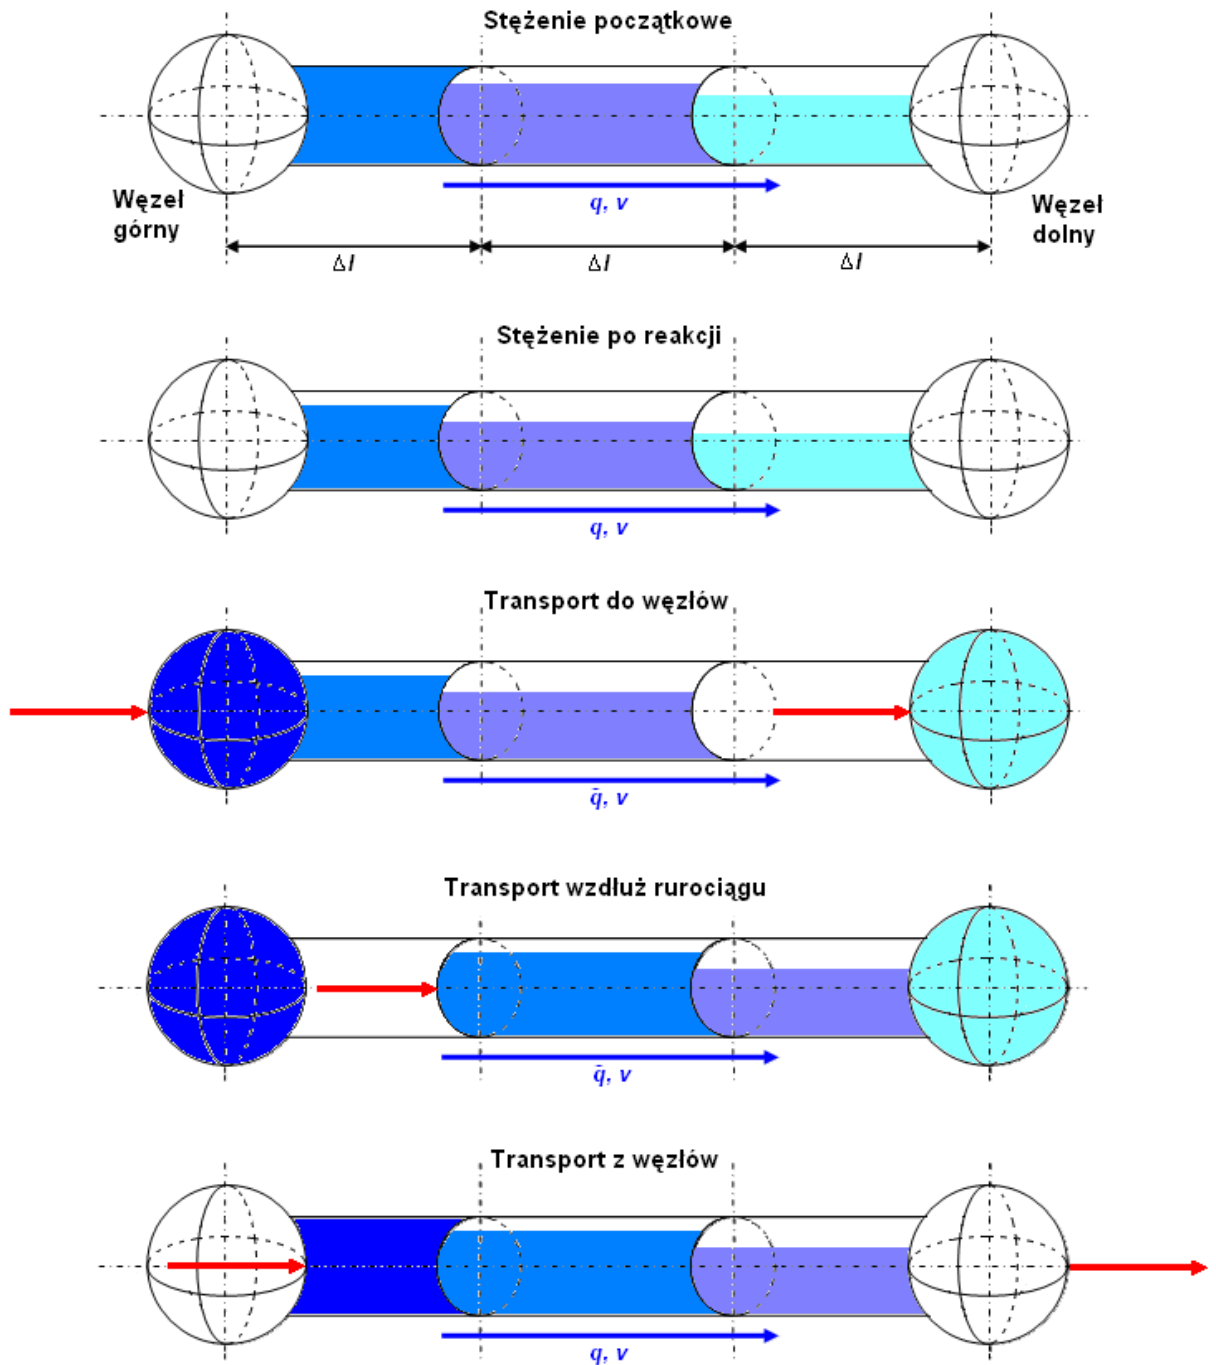 Stężenie początkowe
q, v
Węzeł
górny
Węzeł
dolny
Δl
Δl
Δl
Stężenie po reakcji
q, v
Transport do węzłów
q, v
Transport wzdłuż rurociągu
q, v
Transport z węzłów
q, v